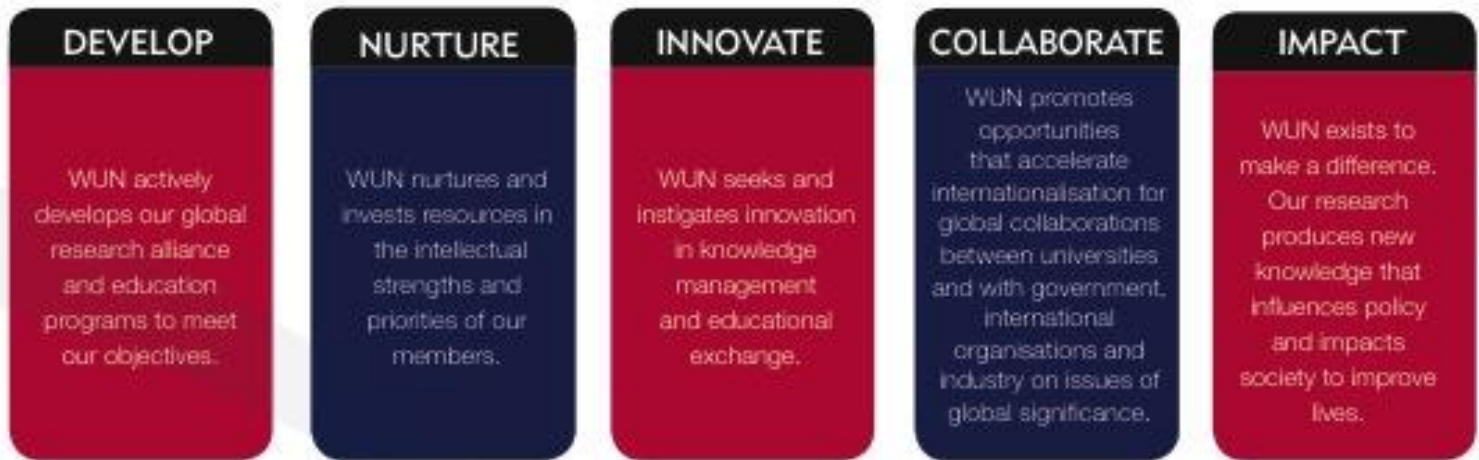 DEVELOP
WUN actively
develops our global
research alliance
and education
programs to meet
our objectives.
NURTURE
WUN nurtures and
invests resources in
the intellectual
strengths and
priorities of our
members.
INNOVATE
WUN seeks and
instigates innovation
in knowledge
management
and educational
exchange.
COLLABORATE
WUN promotes
opportunities
that accelerate
internationalisation for
global collaborations
between universities
and with government,
international
organisations and
industry on issues of
global significance.
IMPACT
WUN exists to
make a difference.
Our research
produces new
knowledge that
influences policy
and impacts
society to improve
lives.